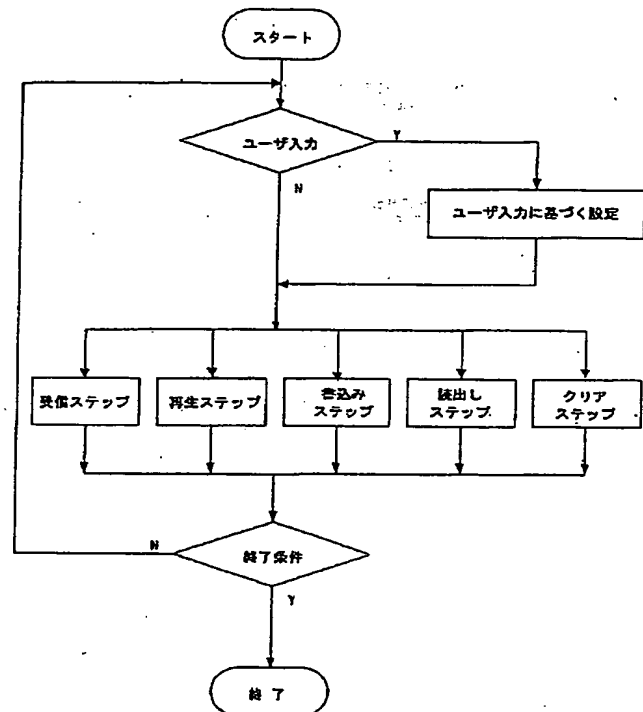 スタート
ユーザ入力
Y
N
ユーザ入力に基づく設定
受信ステップ
再生ステップ
書込み
ステップ
読出し
ステップ
クリア
ステップ
N
終了条件
Y
終 了